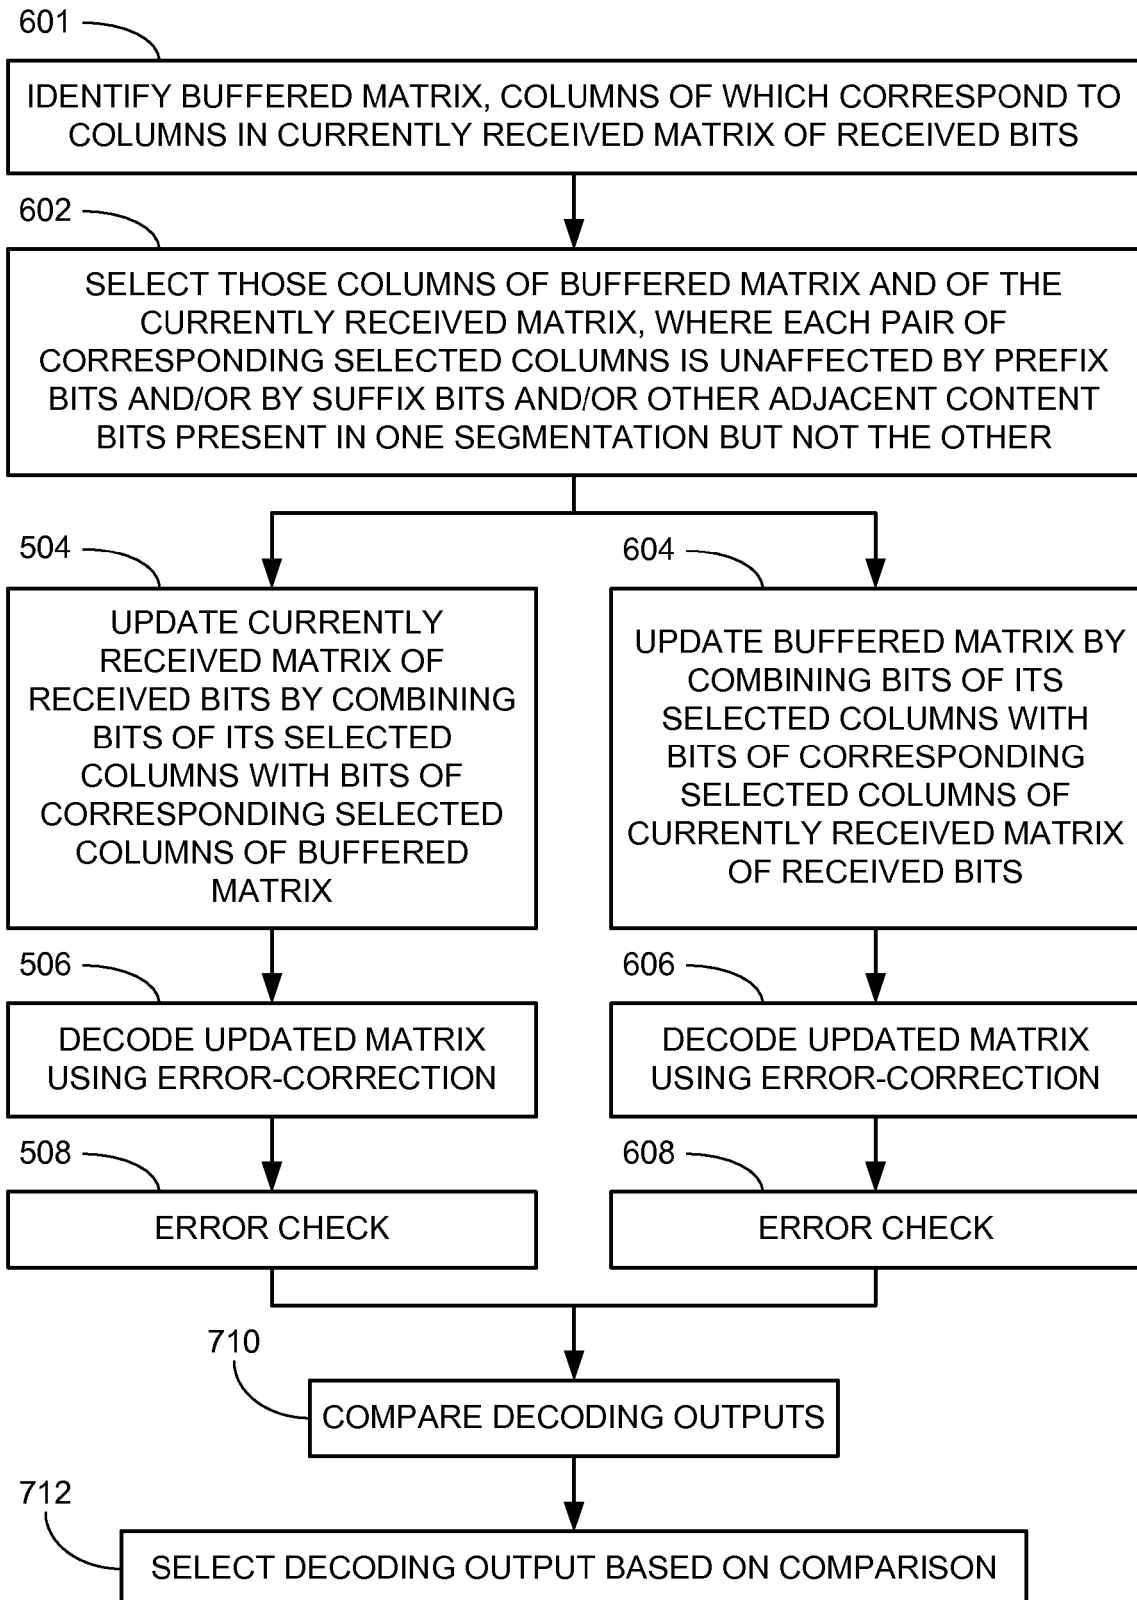 601
IDENTIFY BUFFERED MATRIX, COLUMNS OF WHICH CORRESPOND TO
COLUMNS IN CURRENTLY RECEIVED MATRIX OF RECEIVED BITS
602
SELECT THOSE COLUMNS OF BUFFERED MATRIX AND OF THE
CURRENTLY RECEIVED MATRIX, WHERE EACH PAIR OF
CORRESPONDING SELECTED COLUMNS IS UNAFFECTED BY PREFIX
BITS AND/OR BY SUFFIX BITS AND/OR OTHER ADJACENT CONTENT
BITS PRESENT IN ONE SEGMENTATION BUT NOT THE OTHER
504
UPDATE CURRENTLY
RECEIVED MATRIX OF
RECEIVED BITS BY COMBINING
BITS OF ITS SELECTED
COLUMNS WITH BITS OF
CORRESPONDING SELECTED
COLUMNS OF BUFFERED
MATRIX
604
UPDATE BUFFERED MATRIX BY
COMBINING BITS OF ITS
SELECTED COLUMNS WITH
BITS OF CORRESPONDING
SELECTED COLUMNS OF
CURRENTLY RECEIVED MATRIX
OF RECEIVED BITS
506
DECODE UPDATED MATRIX
USING ERROR-CORRECTION
606
DECODE UPDATED MATRIX
USING ERROR-CORRECTION
508
ERROR CHECK
608
ERROR CHECK
710
COMPARE DECODING OUTPUTS
712
SELECT DECODING OUTPUT BASED ON COMPARISON